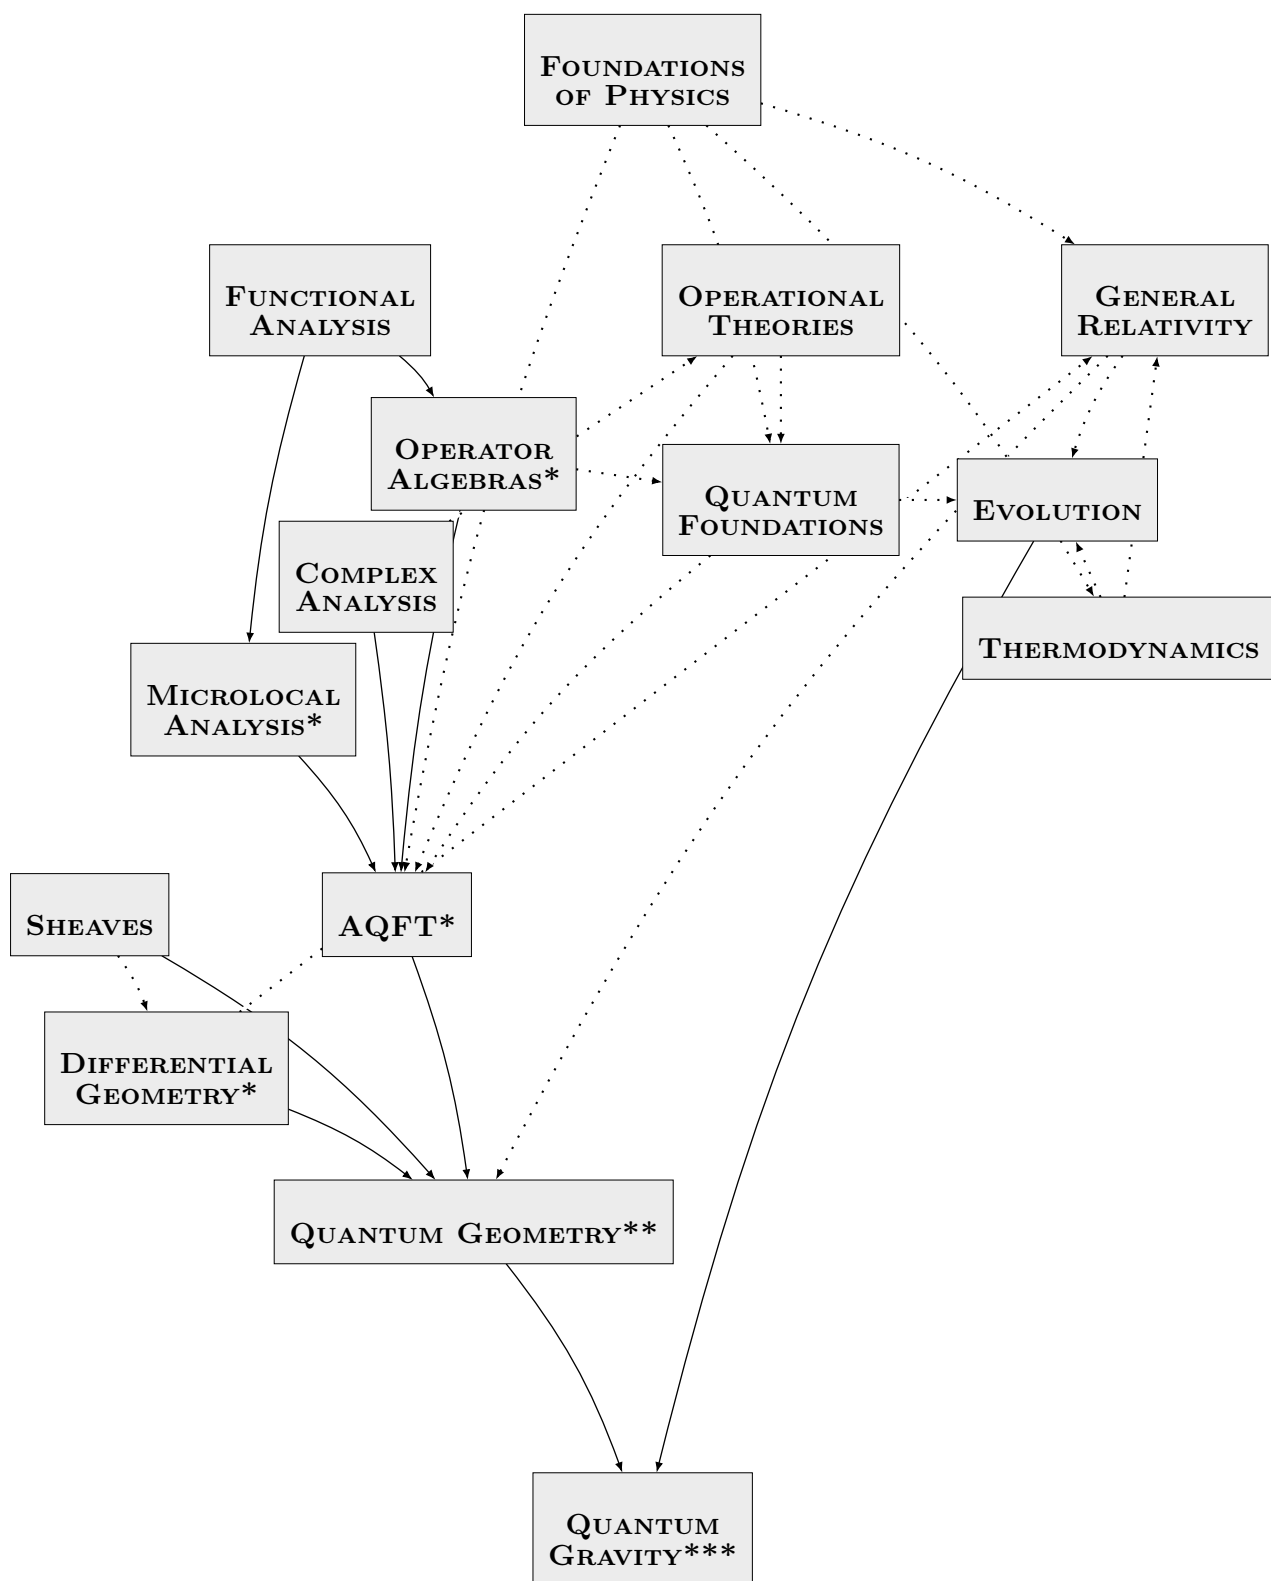 Foundations
of Physics
Functional
Analysis
Operational
Theories
General
Relativity
Operator
Algebras*
Quantum
Foundations
Evolution
Complex
Analysis
Thermodynamics
Microlocal
Analysis*
Sheaves
AQFT*
Differential
Geometry*
Quantum Geometry**
Quantum
Gravity***